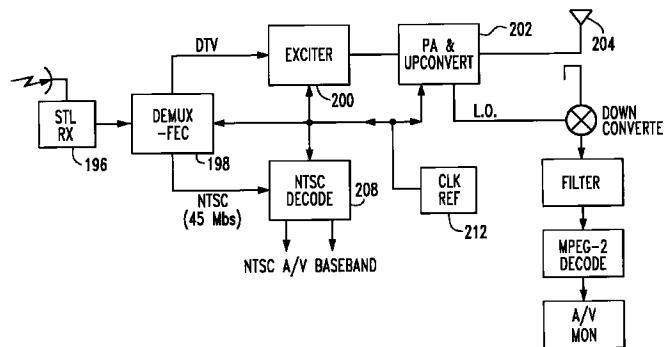 DTV
EXCITER
200
PA &
UPCONVERT
202
204
STL
RX
196
DEMUX
-FEC
198
L.O.
DOWN
CONVERTE
NTSC
(45 Mbs)
NTSC
DECODE
208
CLK
REF
212
FILTER
NTSC A/V BASEBAND
MPEG-2
DECODE
A/V
MON